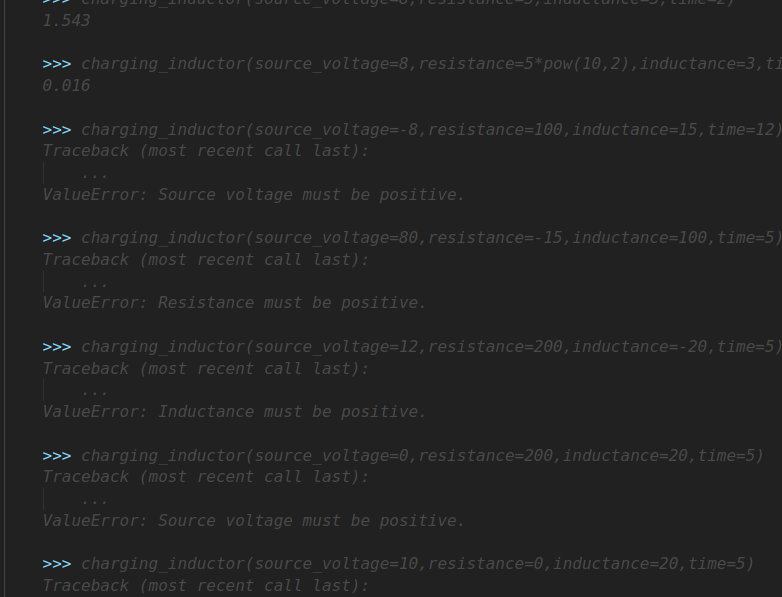 >>> charging_inductor(source_voltage=8,resistance=5,inductance=3,time=2)
1.543
>>> charging_inductor(source_voltage=8,resistance=5*pow(10,2),inductance=3,ti
0.016
>>> charging_inductor(source_voltage=-8,resistance=100,inductance=15,time=12)
Traceback (most recent call last):
...
ValueError: Source voltage must be positive.
>>> charging_inductor(source_voltage=80,resistance=-15,inductance=100,time=5)
Traceback (most recent call last):
...
ValueError: Resistance must be positive.
>>> charging_inductor(source_voltage=12,resistance=200,inductance=-20,time=5)
Traceback (most recent call last):
...
ValueError: Inductance must be positive.
>>> charging_inductor(source_voltage=0,resistance=200,inductance=20,time=5)
Traceback (most recent call last):
...
ValueError: Source voltage must be positive.
>>> charging_inductor(source_voltage=10,resistance=0,inductance=20,time=5)
Traceback (most recent call last):